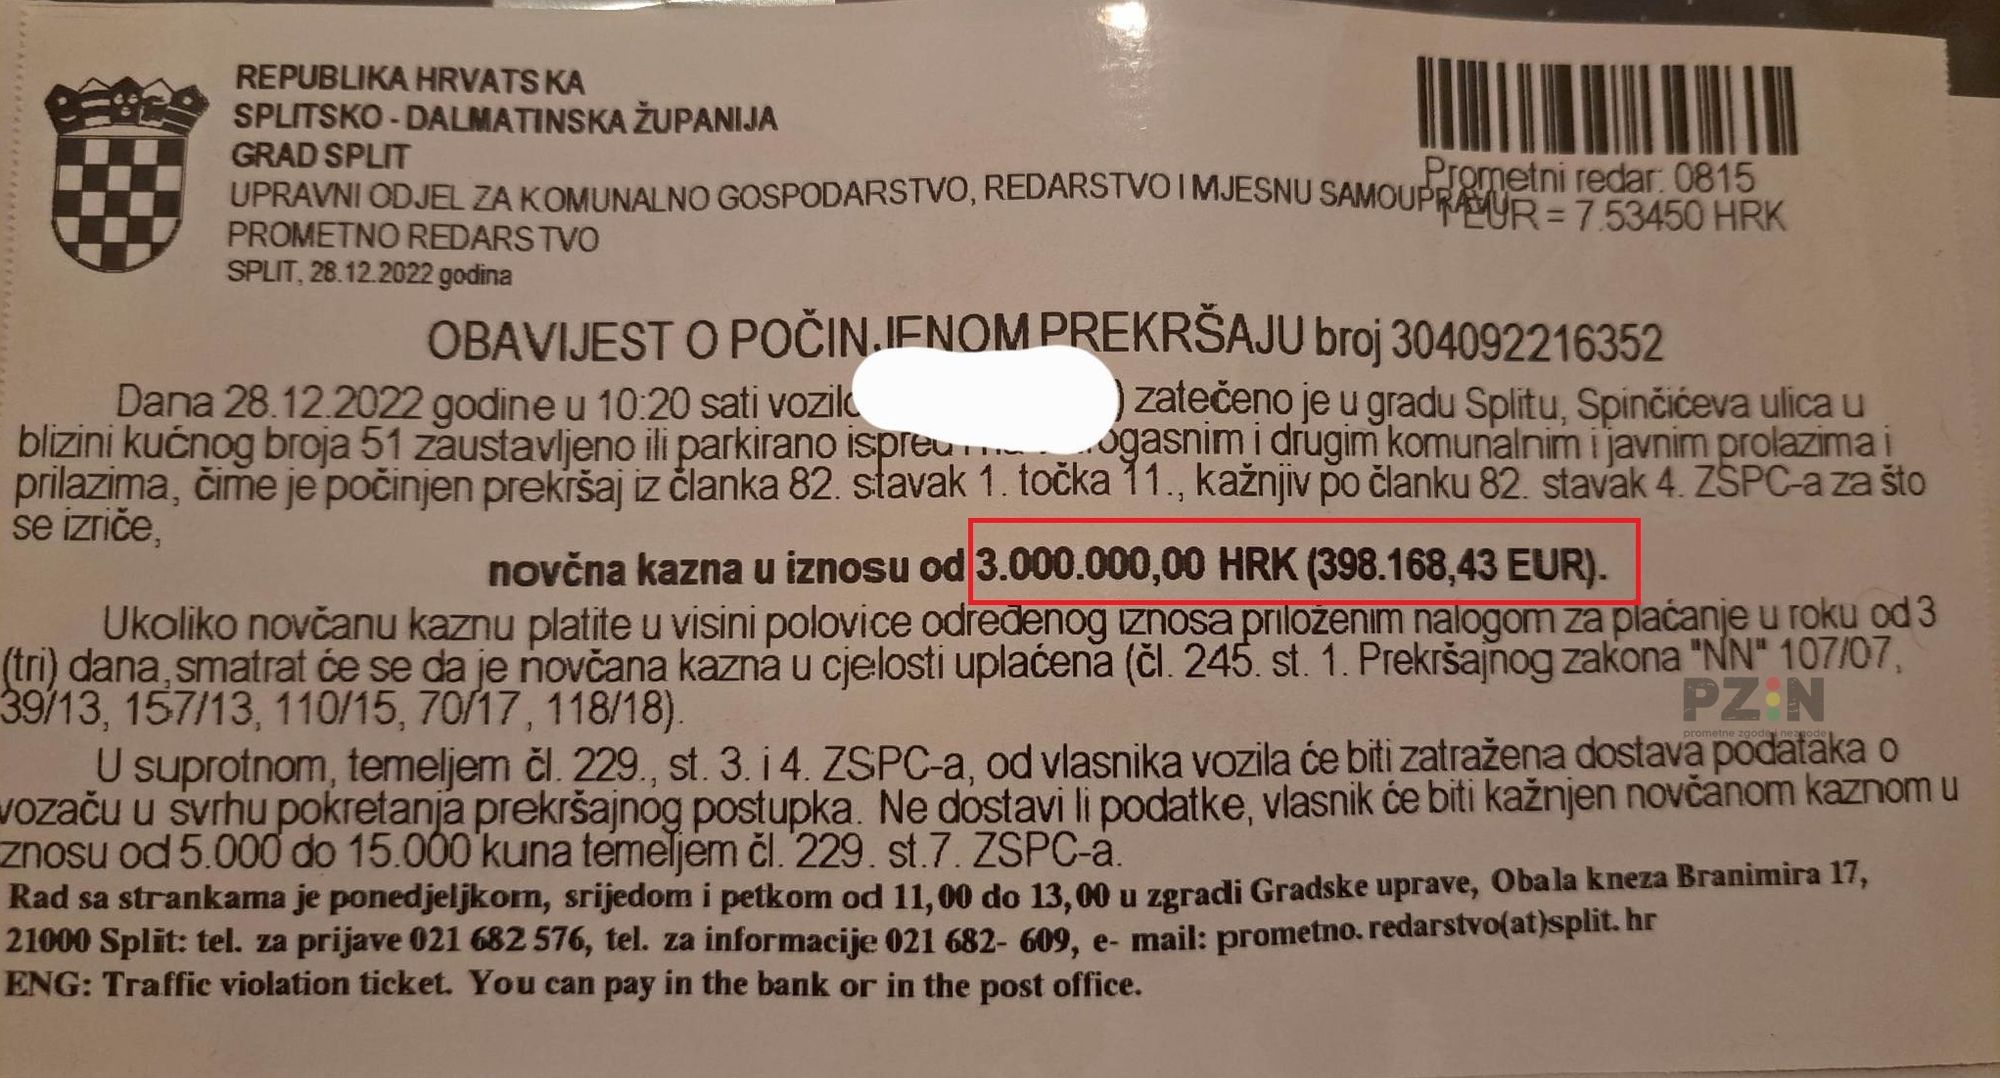 REPUBLIKA HRVATSKA
SPLITSKO - DALMATINSKA ŽUPANIJA
GRAD SPLIT
UPRAVNI ODJEL ZA KOMUNALNO GOSPODARSTVO, REDARSTVO I MJESNU SAMOUPRAVU
PROMETNO REDARSTVO
SPLIT, 28.12.2022 godina
Prometni redar: 0815
1 EUR = 7.53450 HRK
OBAVIJEST O POČINJENOM PREKRŠAJU broj 304092216352
Dana 28.12.2022 godine u 10:20 sati vozilo ) zatečeno je u gradu Splitu, Spinčićeva ulica u
blizini kućnog broja 51 zaustavljeno ili parkirano ispred ogasnim i drugim komunalnim i javnim prolazima i
prilazima, čime je počinjen prekršaj iz članka 82. stavak 1. točka 11., kažnjiv po članku 82. stavak 4. ZSPC-a za što
se izriče,
novčna kazna u iznosu od 3.000.000,00 HRK (398.168,43 EUR).
Ukoliko novčanu kaznu platite u visini polovice određenog iznosa priloženim nalogom za plaćanje u roku od 3
(tri) dana, smatrat će se da je novčana kazna u cjelosti uplaćena (čl. 245. st. 1. Prekršajnog zakona "NN" 107/07,
39/13, 157/13, 110/15, 70/17, 118/18).
U suprotnom, temeljem čl. 229., st. 3. i 4. ZSPC-a, od vlasnika vozila će biti zatražena dostava podataka o
vozaču u svrhu pokretanja prekršajnog postupka. Ne dostavi li podatke, vlasnik će biti kažnjen novčanom kaznom u
znosu od 5.000 do 15.000 kuna temeljem čl. 229. st.7. ZSPC-a.
Rad sa strankama je ponedjeljkom, srijedom i petkom od 11,00 do 13,00 u zgradi Gradske uprave, Obala kneza Branimira 17,
21000 Split: tel. za prijave 021 682 576, tel. za informacije 021 682- 609, e- mail: prometno.redarstvo(at)split.hr
ENG: Traffic violation ticket. You can pay in the bank or in the post office.
PZIN
prometne zgode i nezgode